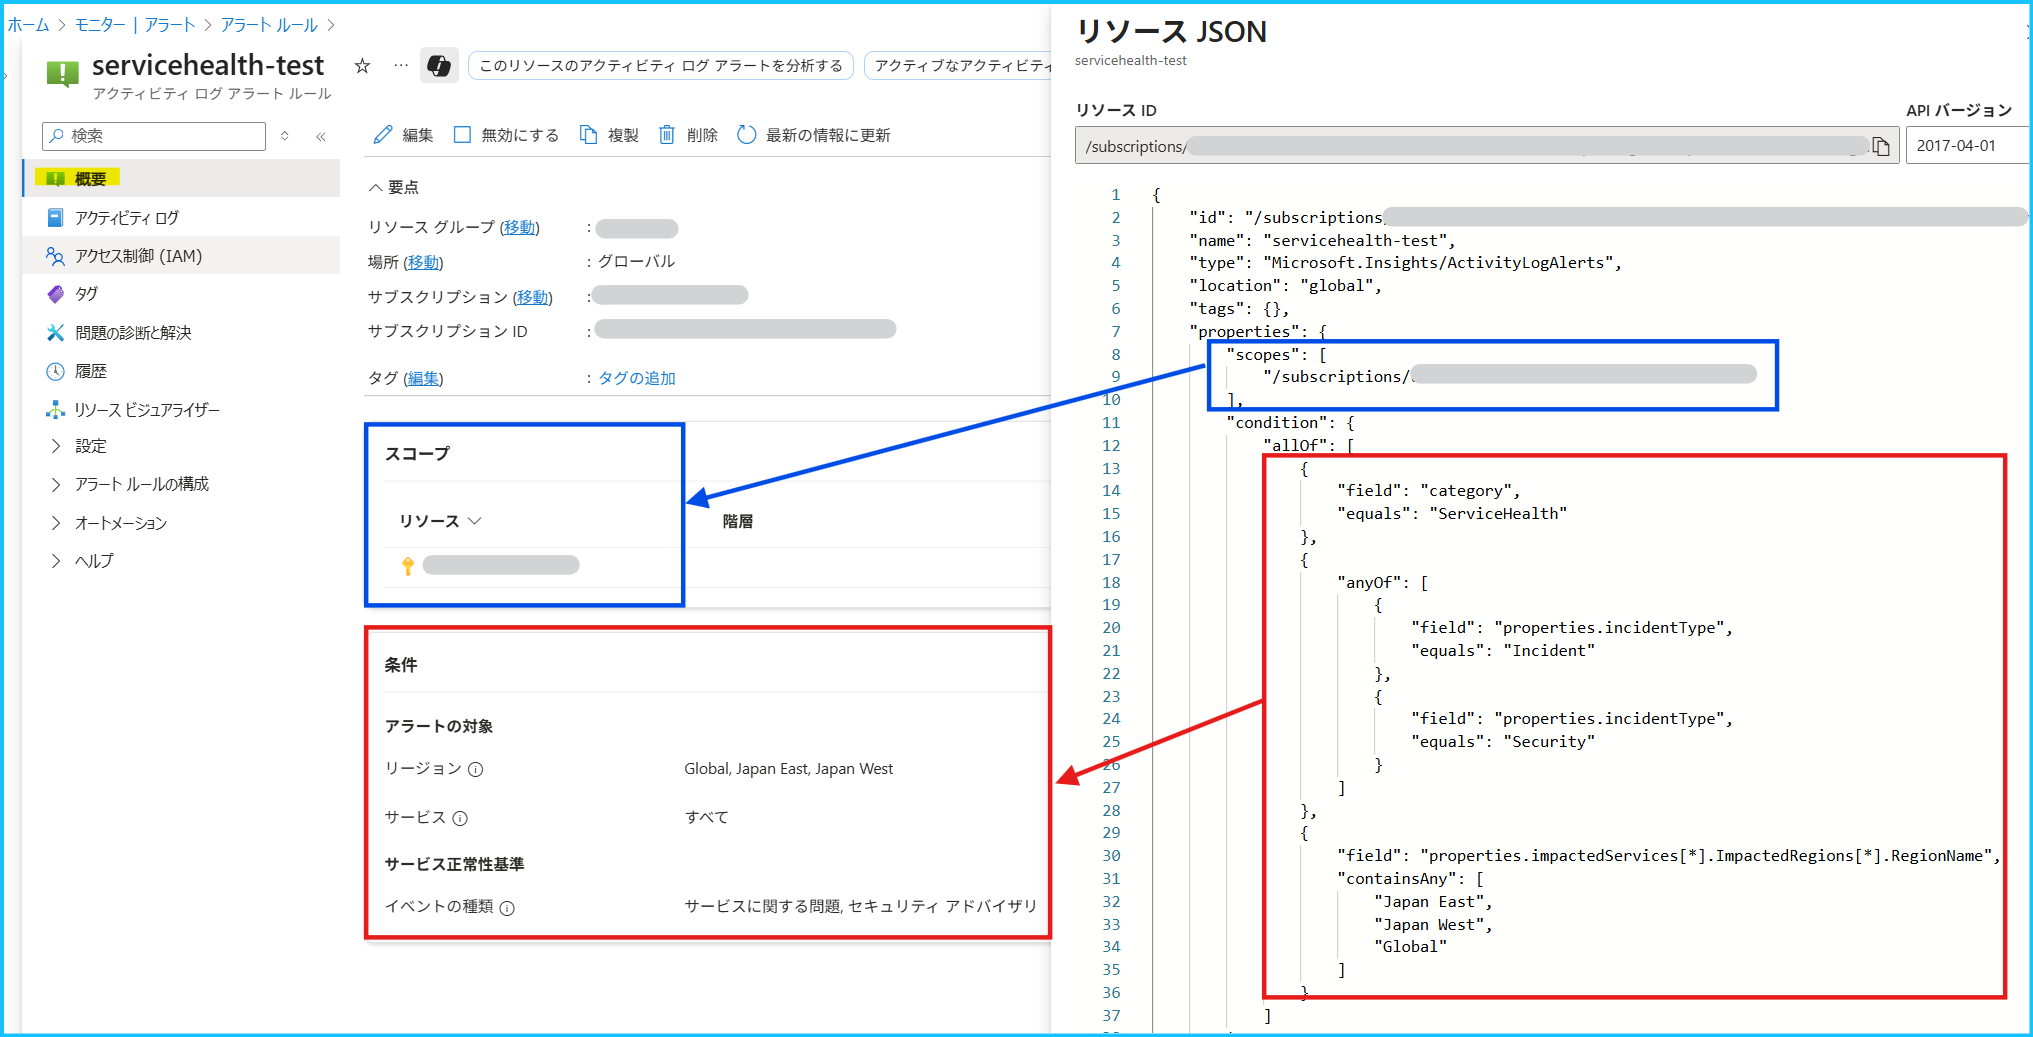 ホーム > モニター | アラート > アラート ルール >
servicehealth-test
アクティビティ ログ アラート ルール
このリソースのアクティビティ ログ アラートを分析する
アクティブなアクティビティ
検索
概要
アクティビティ ログ
アクセス制御 (IAM)
タグ
問題の診断と解決
履歴
リソース ビジュアライザー
設定
アラート ルールの構成
オートメーション
ヘルプ
編集
無効にする
複製
削除
最新の情報に更新
要点
リソース グループ (移動) :
場所 (移動) : グローバル
サブスクリプション (移動) :
サブスクリプション ID :
タグ (編集) : タグの追加
スコープ
リソース
階層
条件
アラートの対象
リージョン Global, Japan East, Japan West
サービス すべて
サービス正常性基準
イベントの種類 サービスに関する問題, セキュリティ アドバイザリ
リソース JSON
servicehealth-test
リソース ID
/subscriptions/
API バージョン
2017-04-01
1 {
2 "id": "/subscriptions
3 "name": "servicehealth-test",
4 "type": "Microsoft.Insights/ActivityLogAlerts",
5 "location": "global",
6 "tags": {},
7 "properties": {
8 "scopes": [
9 "/subscriptions/
10 ],
11 "condition": {
12 "allOf": [
13 {
14 "field": "category",
15 "equals": "ServiceHealth"
16 },
17 {
18 "anyOf": [
19 {
20 "field": "properties.incidentType",
21 "equals": "Incident"
22 },
23 {
24 "field": "properties.incidentType",
25 "equals": "Security"
26 }
27 ]
28 },
29 {
30 "field": "properties.impactedServices[*].ImpactedRegions[*].RegionName",
31 "containsAny": [
32 "Japan East",
33 "Japan West",
34 "Global"
35 ]
36 }
37 ]